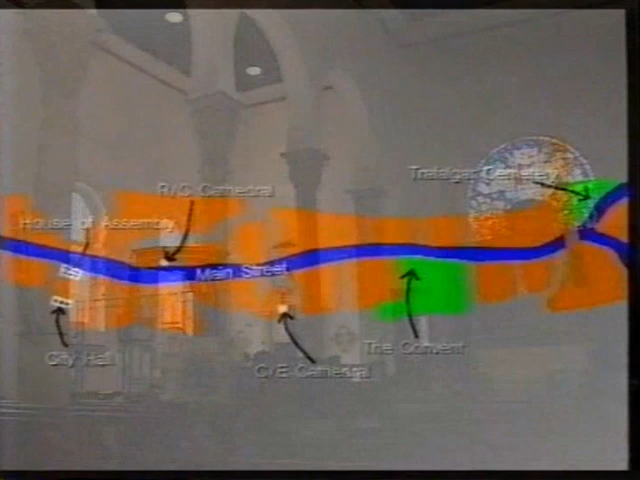 Trafalgar Cemetery
R/C Cathedral
House of Assembly
Main Street
City Hall
The Convent
C/E Cathedral